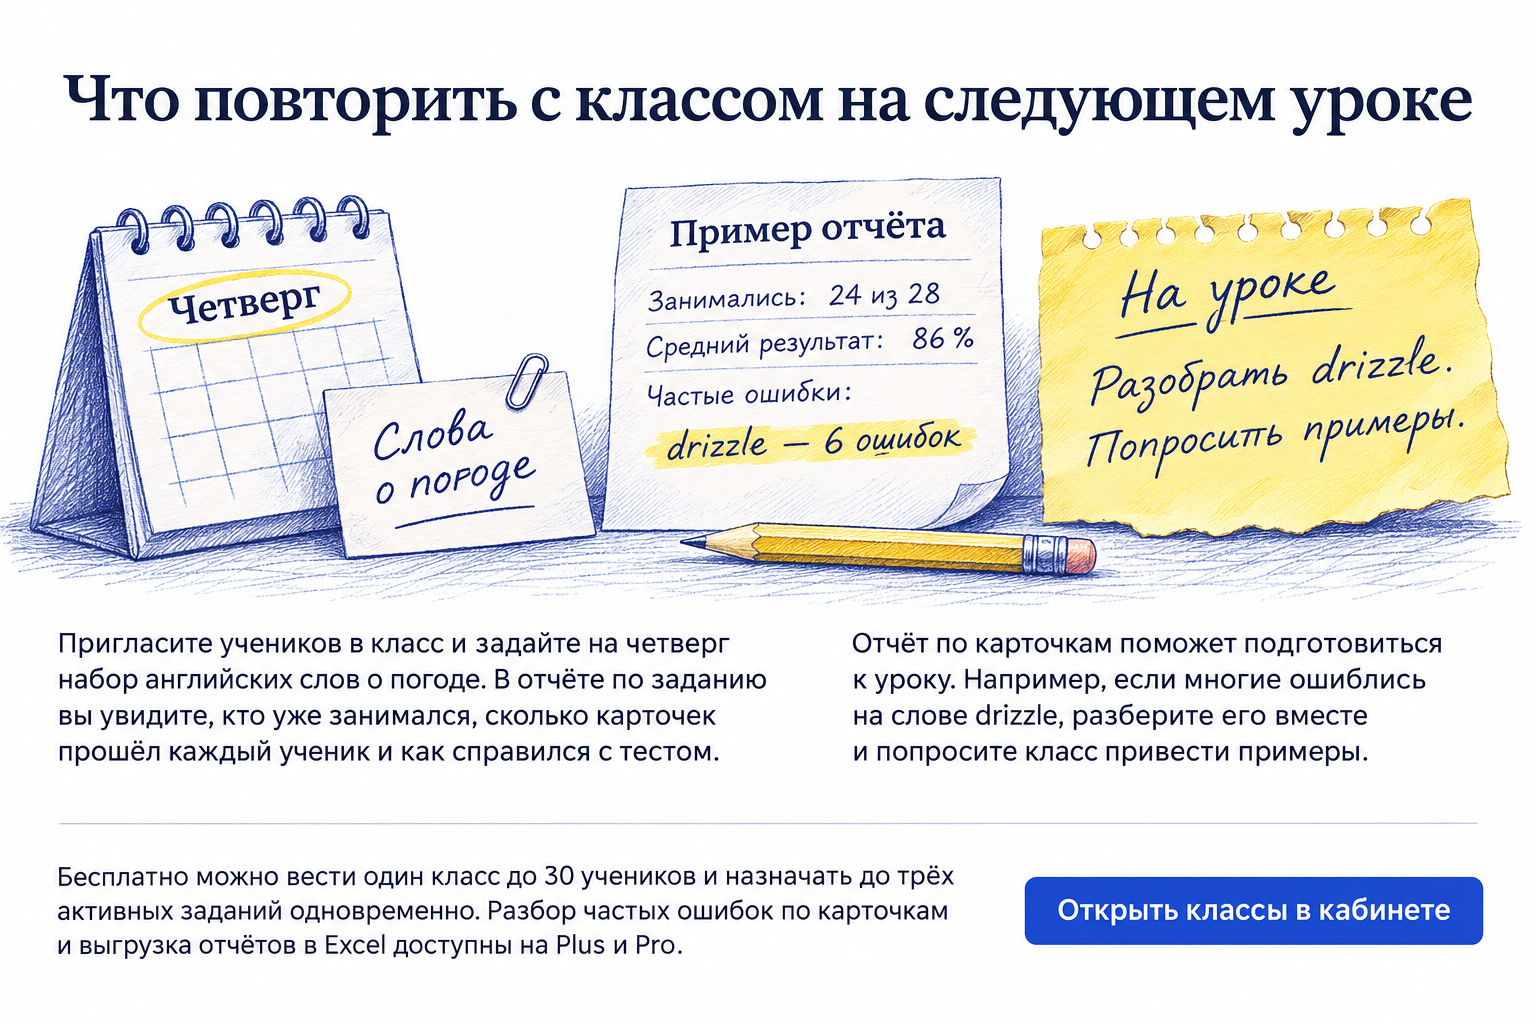 Что повторить с классом на следующем уроке
Четверг
Слова
о погоде
Пример отчёта
Занимались: 24 из 28
Средний результат: 86 %
Частые ошибки:
drizzle — 6 ошибок
На уроке
Разобрать drizzle.
Попросить примеры.
Пригласите учеников в класс и задайте на четверг
набор английских слов о погоде. В отчёте по заданию
вы увидите, кто уже занимался, сколько карточек
прошёл каждый ученик и как справился с тестом.
Отчёт по карточкам поможет подготовиться
к уроку. Например, если многие ошиблись
на слове drizzle, разберите его вместе
и попросите класс привести примеры.
Бесплатно можно вести один класс до 30 учеников и назначать до трёх
активных заданий одновременно. Разбор частых ошибок по карточкам
и выгрузка отчётов в Excel доступны на Plus и Pro.
Открыть классы в кабинете